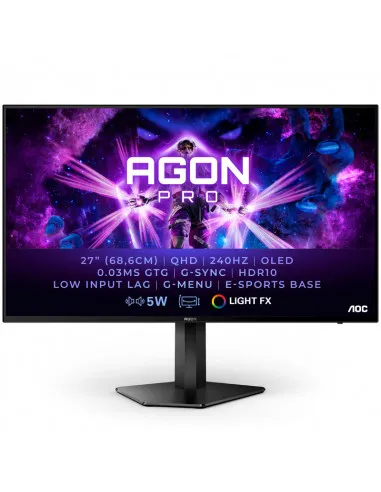 AGON
PRO
27" (68,6CM) | QHD | 240HZ | OLED
0.03MS GTG | G-SYNC | HDR10
LOW INPUT LAG | G-MENU | E-SPORTS BASE
5W LIGHT FX
AOC
AGON